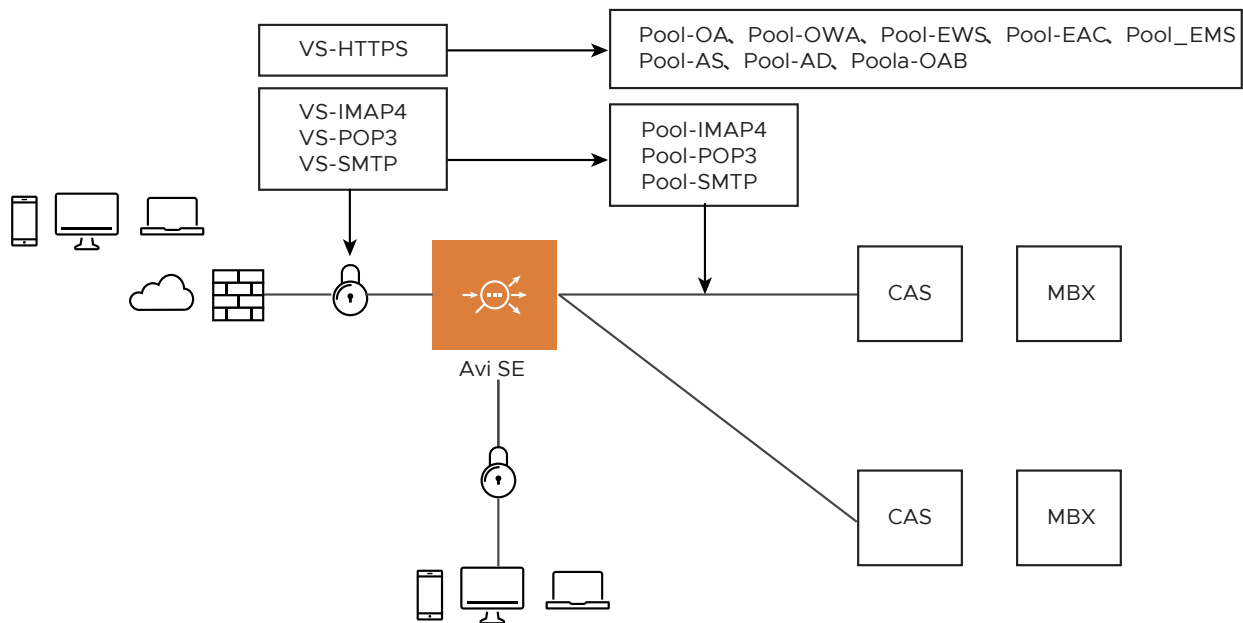 VS-HTTPS
Pool-OA、Pool-OWA、Pool-EWS、Pool-EAC、Pool_EMS
Pool-AS、Pool-AD、Poola-OAB
VS-IMAP4
VS-POP3
VS-SMTP
Pool-IMAP4
Pool-POP3
Pool-SMTP
CAS
MBX
Avi SE
CAS
MBX